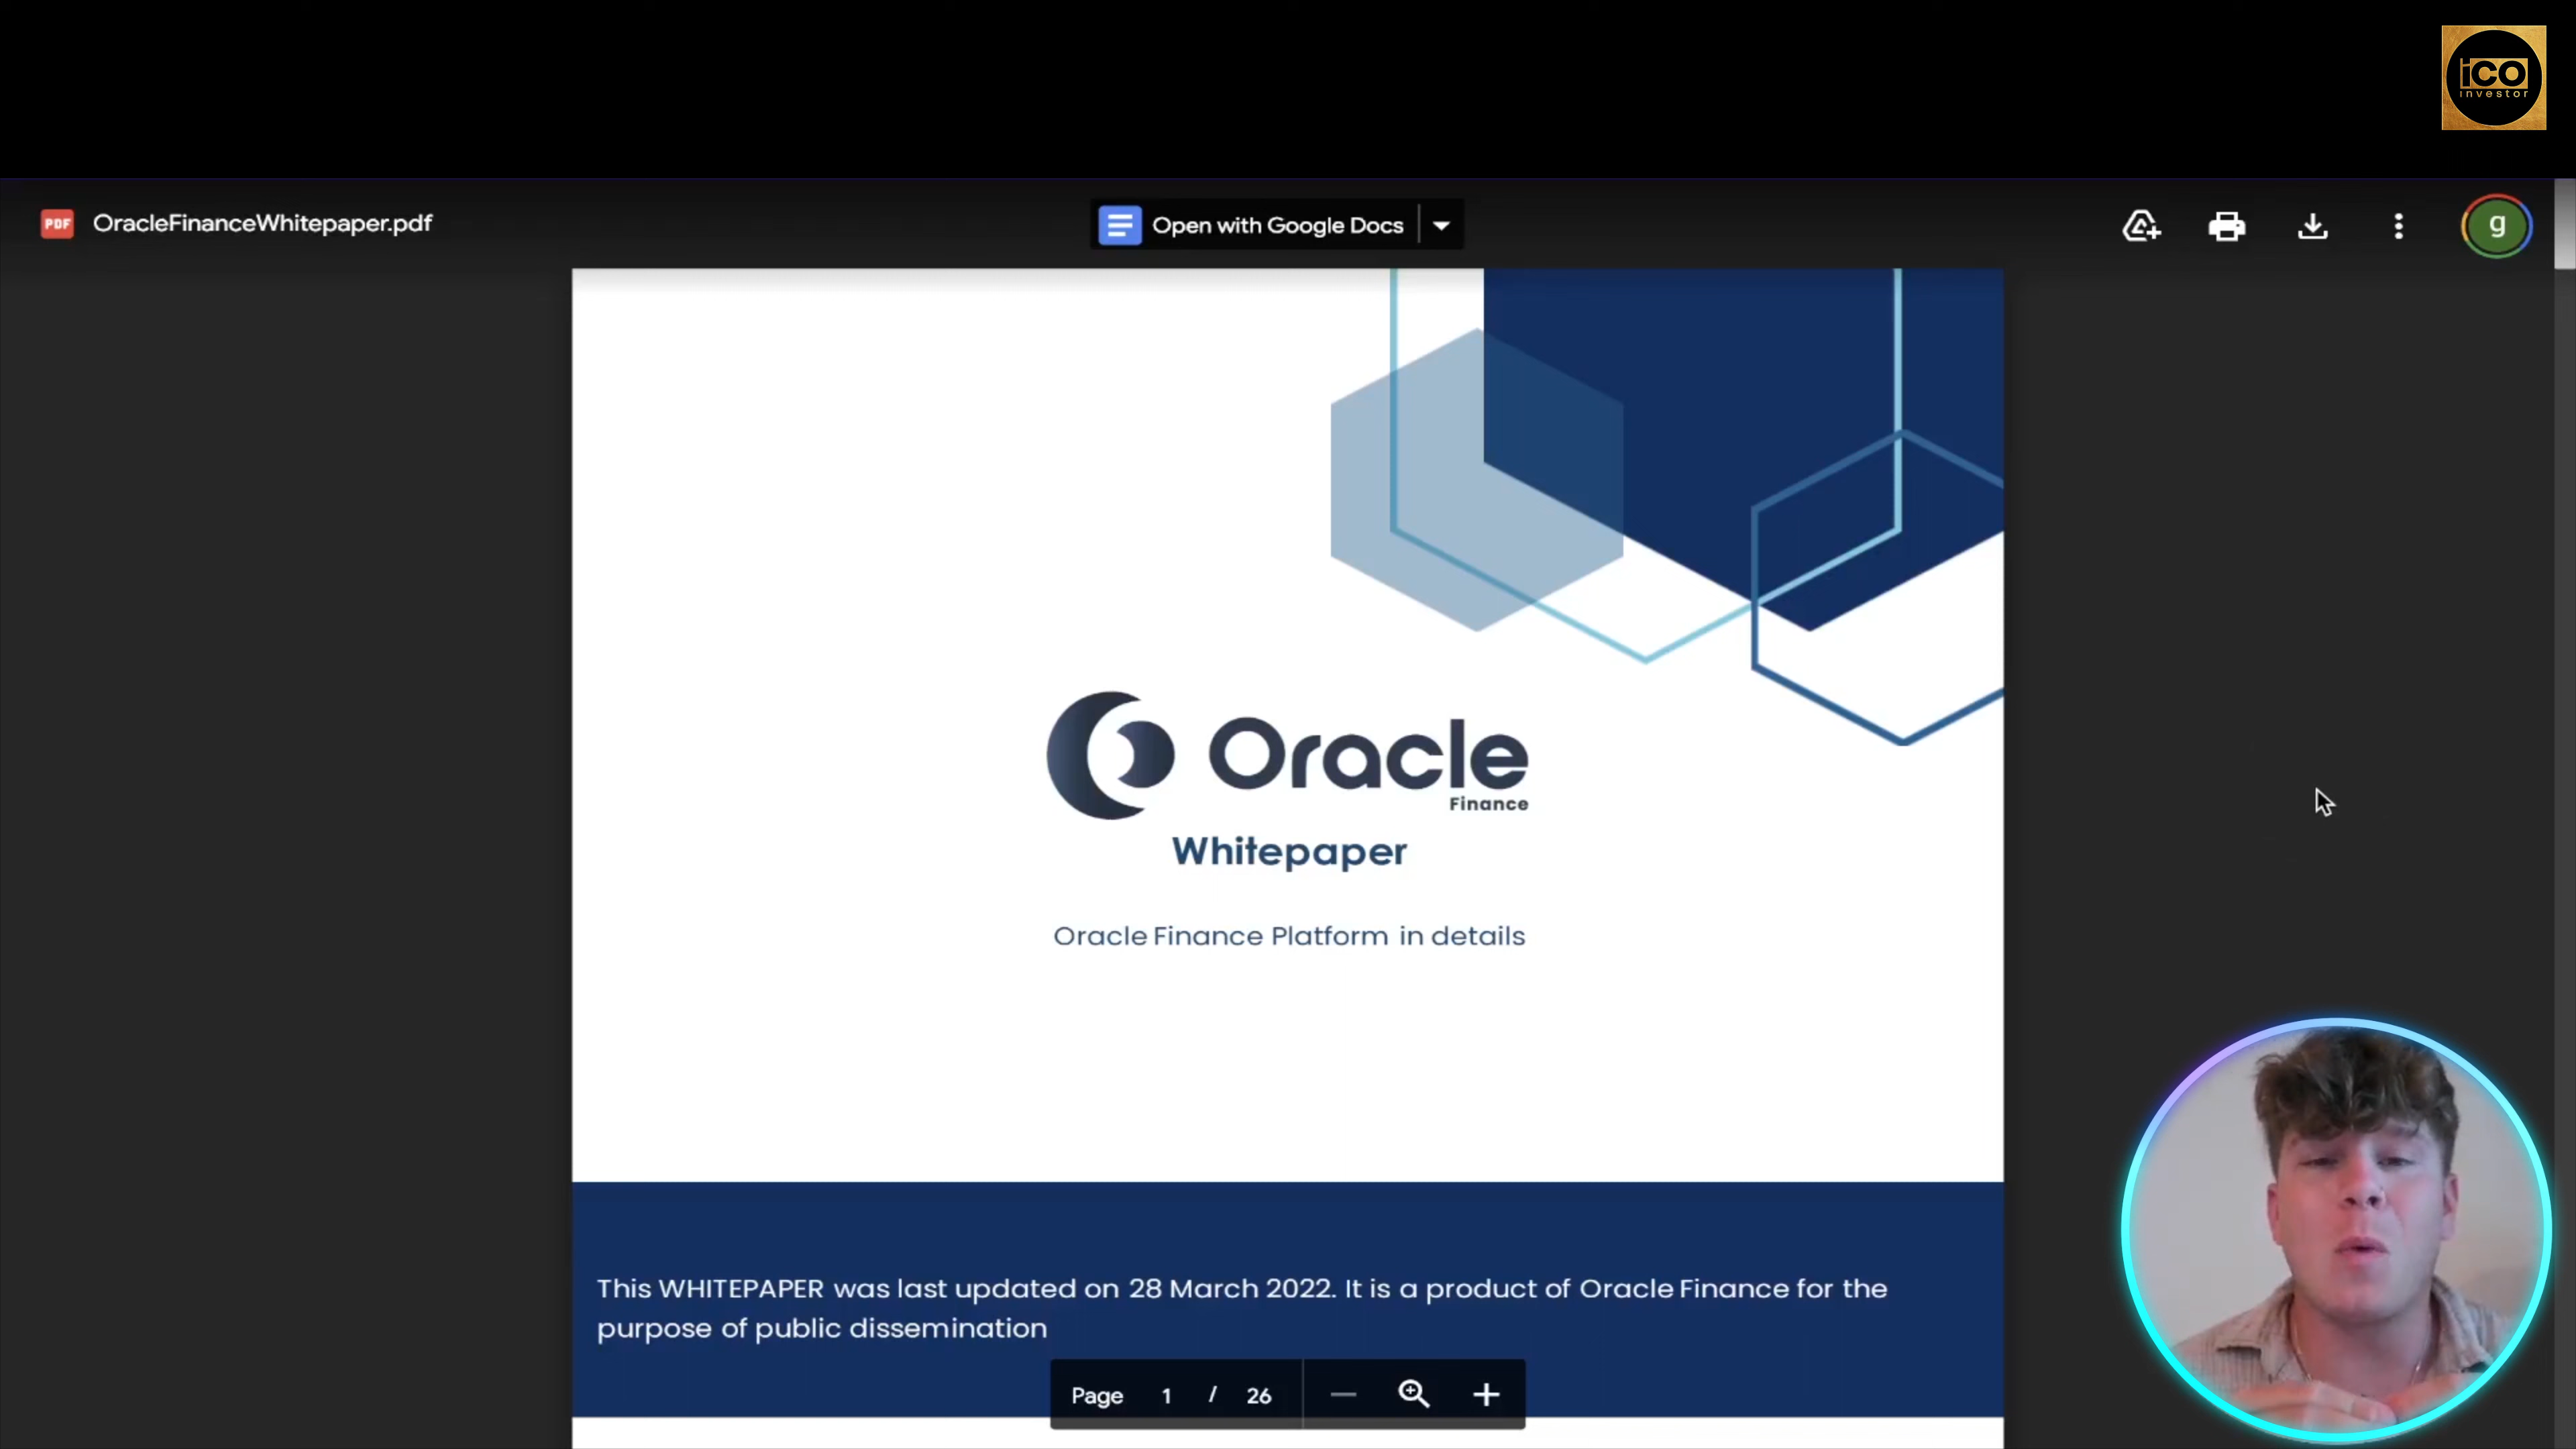 iCO
investor
PDF
OracleFinanceWhitepaper.pdf
Open with Google Docs
g
Oracle
Finance
Whitepaper
Oracle Finance Platform in details
This WHITEPAPER was last updated on 28 March 2022. It is a product of Oracle Finance for the
purpose of public dissemination
Page 1 / 26